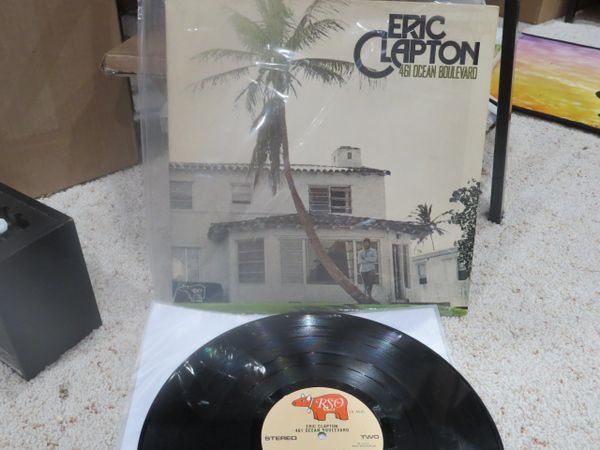 ERIC
CLAPTON
461 OCEAN BOULEVARD
RSO
ERIC CLAPTON
461 OCEAN BOULEVARD
STEREO
TWO